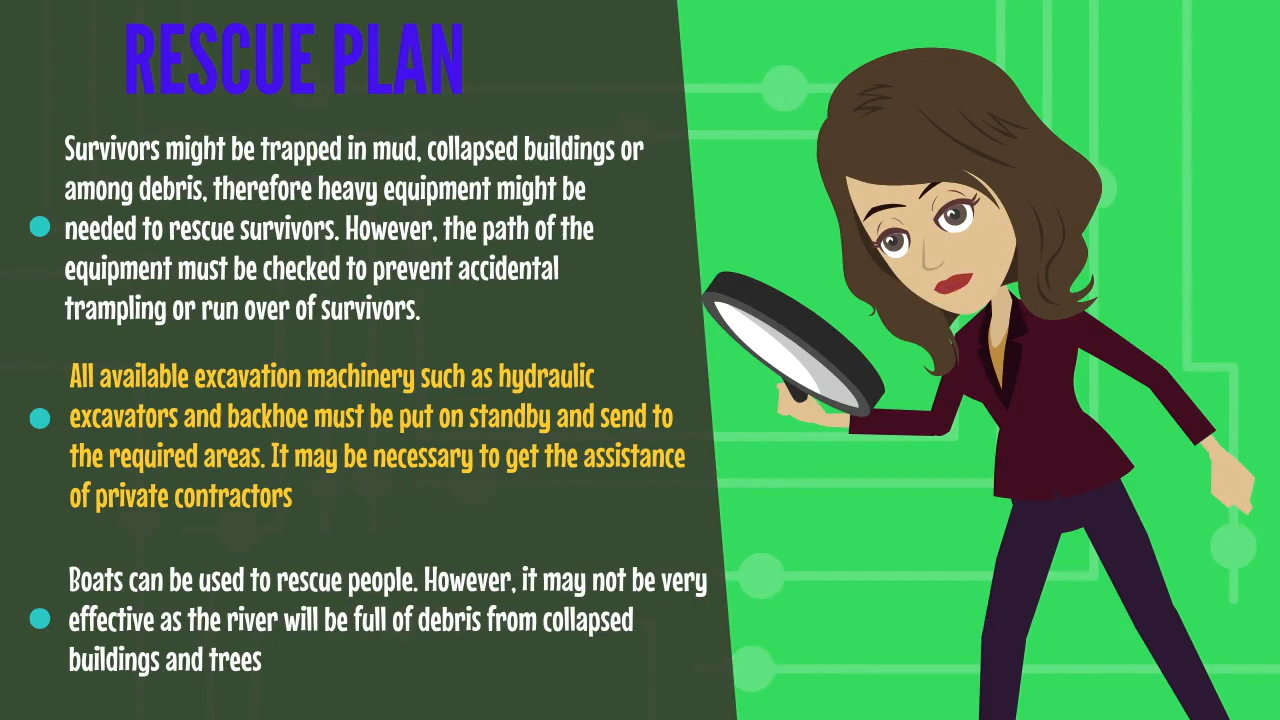 RESCUE PLAN
Survivors might be trapped in mud, collapsed buildings or
among debris, therefore heavy equipment might be
needed to rescue survivors. However, the path of the
equipment must be checked to prevent accidental
trampling or run over of survivors.
All available excavation machinery such as hydraulic
excavators and backhoe must be put on standby and send to
the required areas. It may be necessary to get the assistance
of private contractors
Boats can be used to rescue people. However, it may not be very
effective as the river will be full of debris from collapsed
buildings and trees